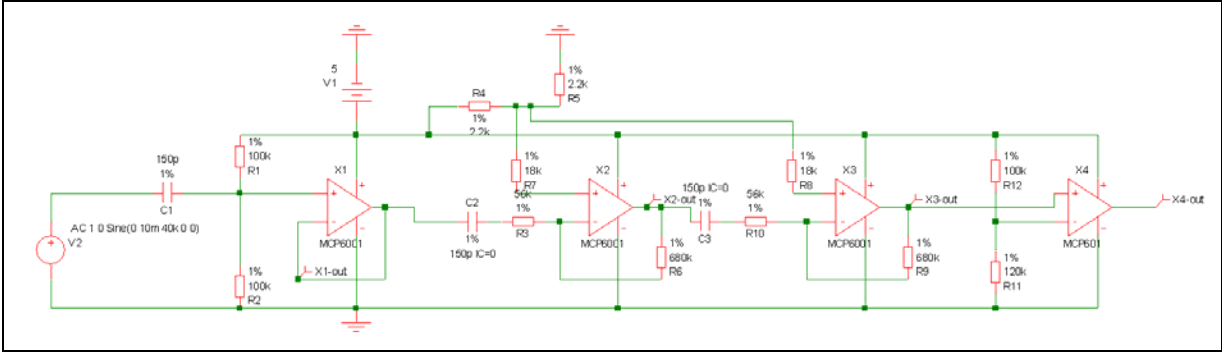 5
V1
R4
1%
2.2k
1%
2.2k
R5
150p
1%
C1
1%
100k
R1
X1
+
-
+
-
MCP6001
AC 1 0 Sine(0 10m 40k 0 0)
V2
+
1%
100k
R2
X1-out
C2
1%
150p IC=0
56k
1%
R3
1%
18k
R7
X2
+
-
+
-
MCP6001
X2-out
1%
680k
R6
150p IC=0
1%
C3
56k
1%
R10
1%
18k
R8
X3
+
-
+
-
MCP6001
X3-out
1%
680k
R9
1%
100k
R12
1%
120k
R11
X4
+
-
+
-
MCP601
X4-out